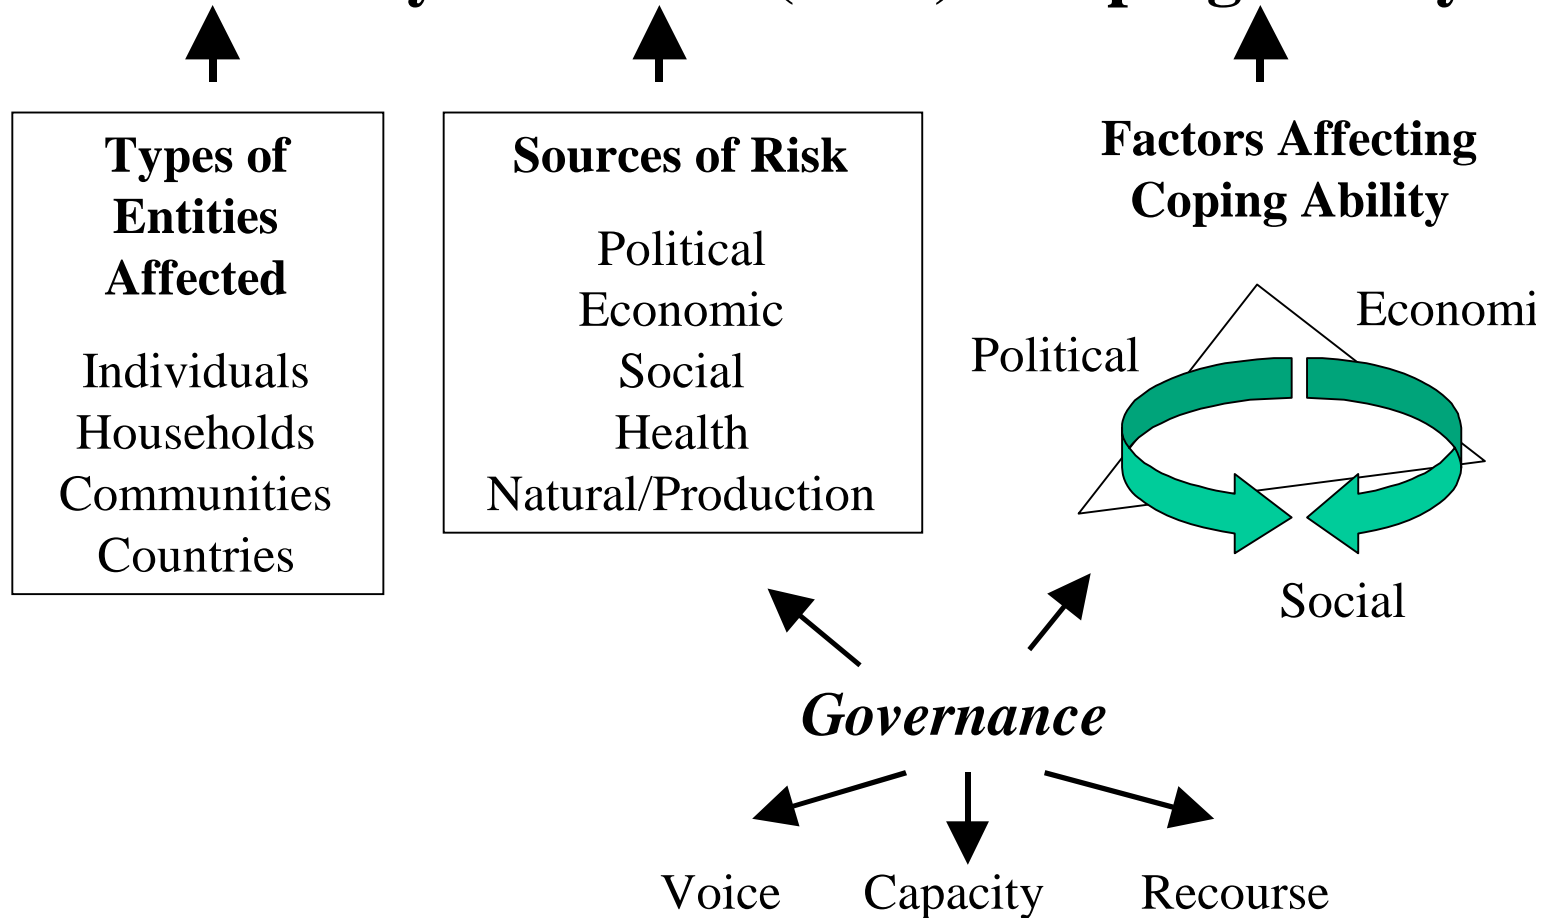 Types of
Entities
Affected
Individuals
Households
Communities
Countries
Sources of Risk
Political
Economic
Social
Health
Natural/Production
Factors Affecting
Coping Ability
Political
Economi
Social
Governance
Voice
Capacity
Recourse